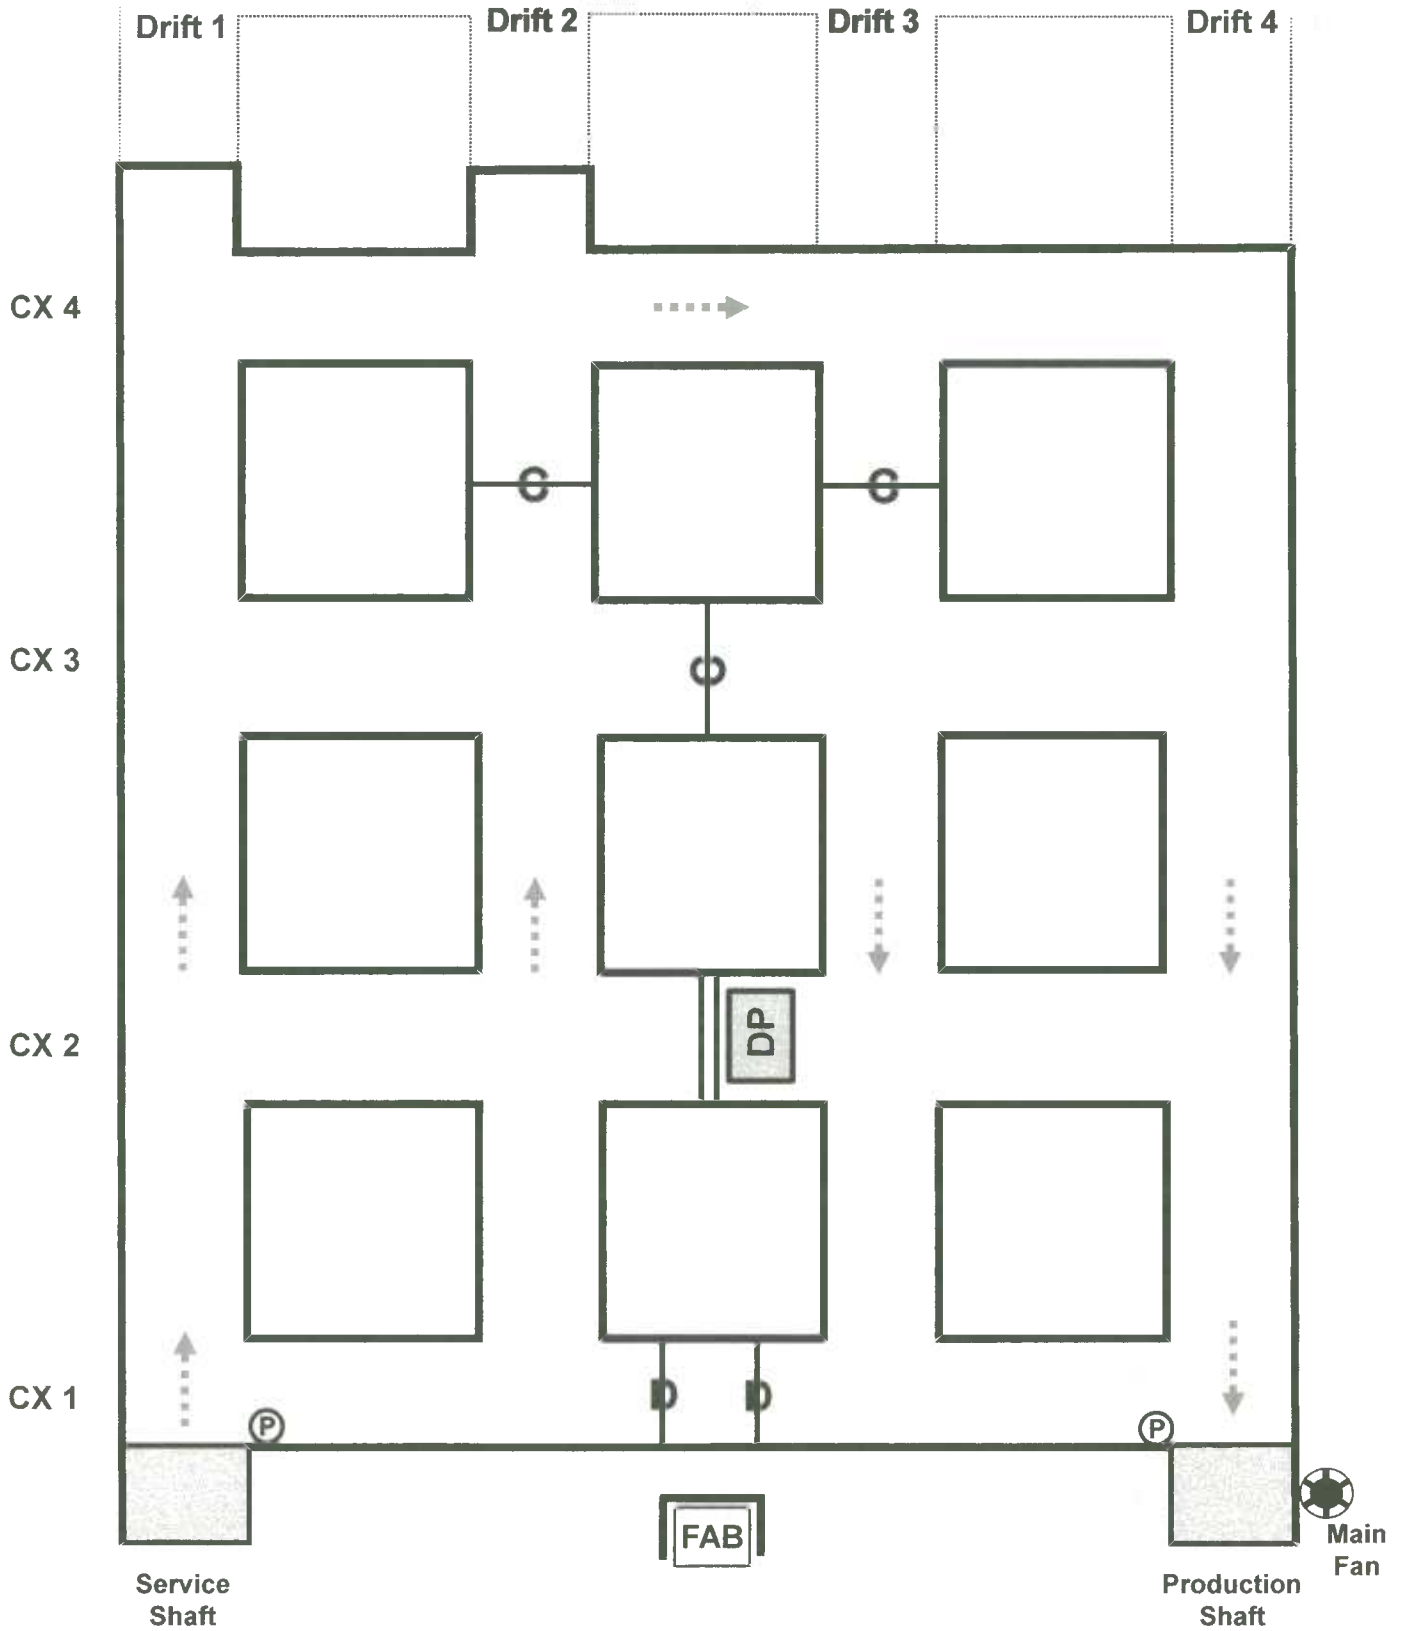 Drift 1
Drift 2
Drift 3
Drift 4
CX 4
C
C
CX 3
C
CX 2
DP
CX 1
D
D
P
P
FAB
Main
Fan
Service
Shaft
Production
Shaft